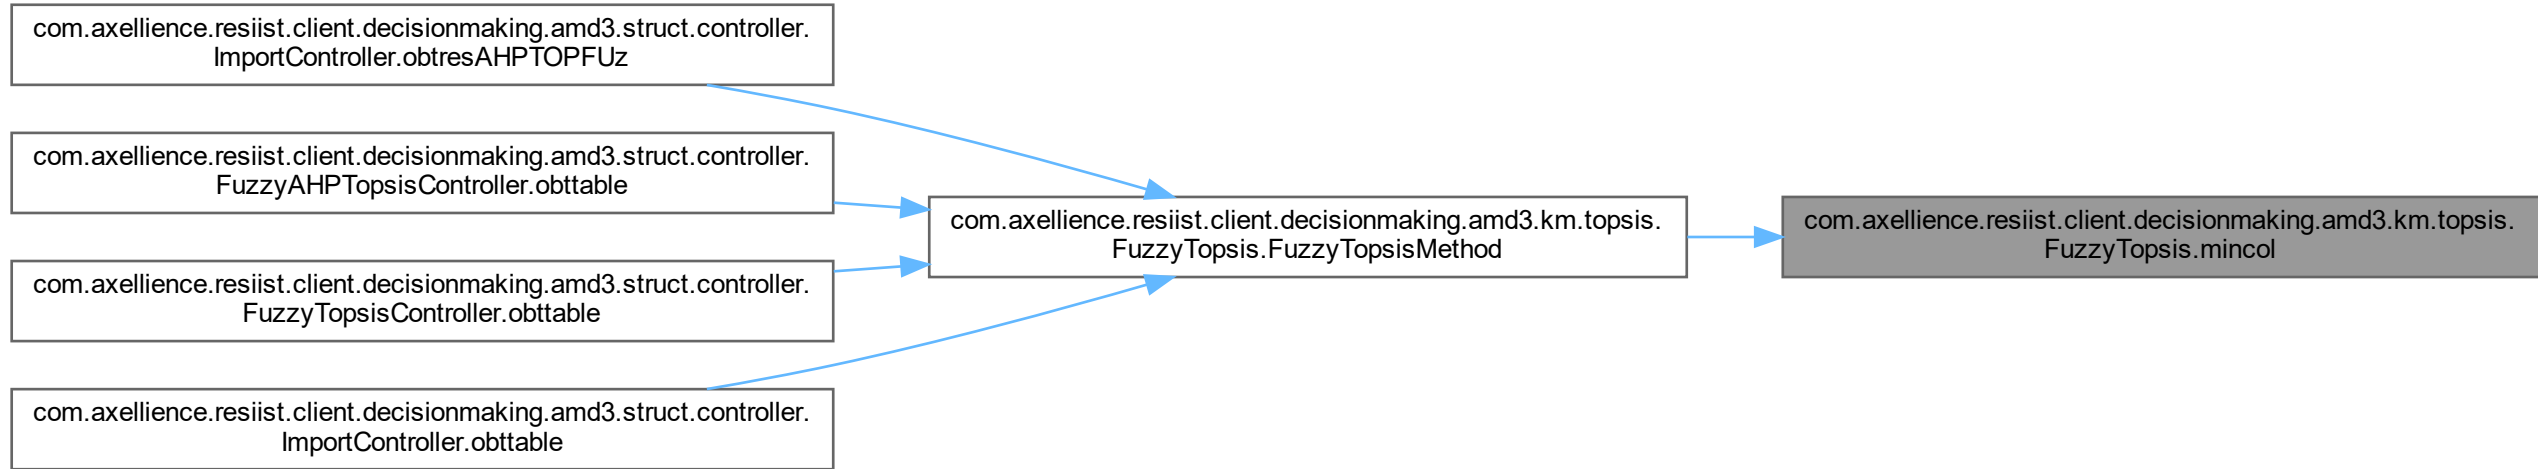 com.axellience.resiist.client.decisionmaking.amd3.struct.controller.
ImportController.obtresAHPTOPFUz
com.axellience.resiist.client.decisionmaking.amd3.struct.controller.
FuzzyAHPTopsisController.obttable
com.axellience.resiist.client.decisionmaking.amd3.struct.controller.
FuzzyTopsisController.obttable
com.axellience.resiist.client.decisionmaking.amd3.struct.controller.
ImportController.obttable
com.axellience.resiist.client.decisionmaking.amd3.km.topsis.
FuzzyTopsis.FuzzyTopsisMethod
com.axellience.resiist.client.decisionmaking.amd3.km.topsis.
FuzzyTopsis.mincol